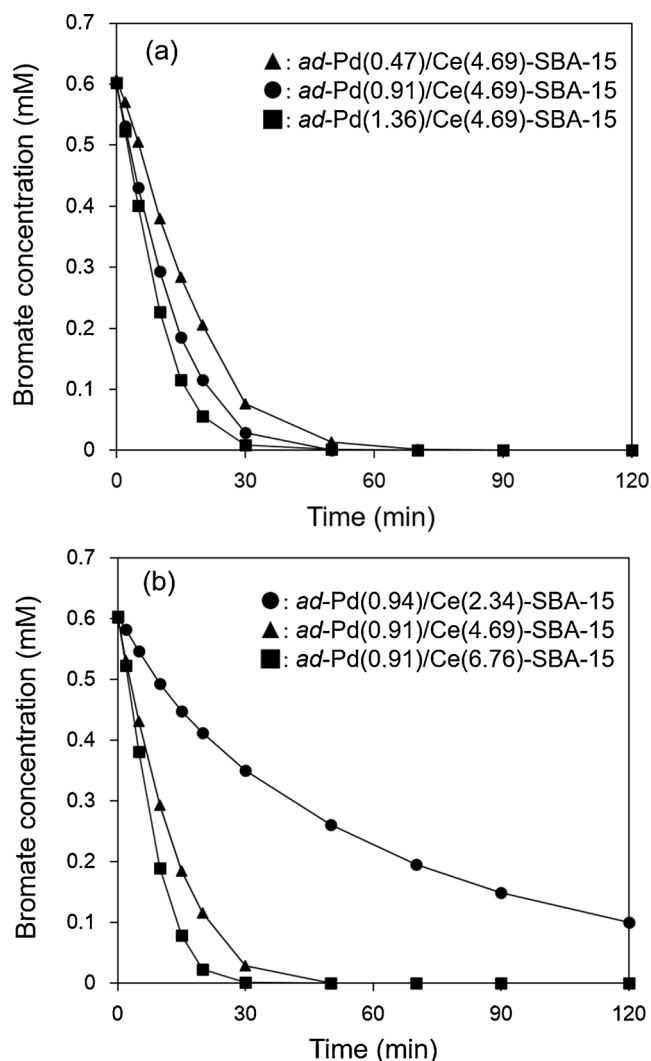 (a)
▲: ad-Pd(0.47)/Ce(4.69)-SBA-15
●: ad-Pd(0.91)/Ce(4.69)-SBA-15
■: ad-Pd(1.36)/Ce(4.69)-SBA-15
Bromate concentration (mM)
0.7
0.6
0.5
0.4
0.3
0.2
0.1
0
0 30 60 90 120
Time (min)
(b)
●: ad-Pd(0.94)/Ce(2.34)-SBA-15
▲: ad-Pd(0.91)/Ce(4.69)-SBA-15
■: ad-Pd(0.91)/Ce(6.76)-SBA-15
Bromate concentration (mM)
0.7
0.6
0.5
0.4
0.3
0.2
0.1
0
0 30 60 90 120
Time (min)